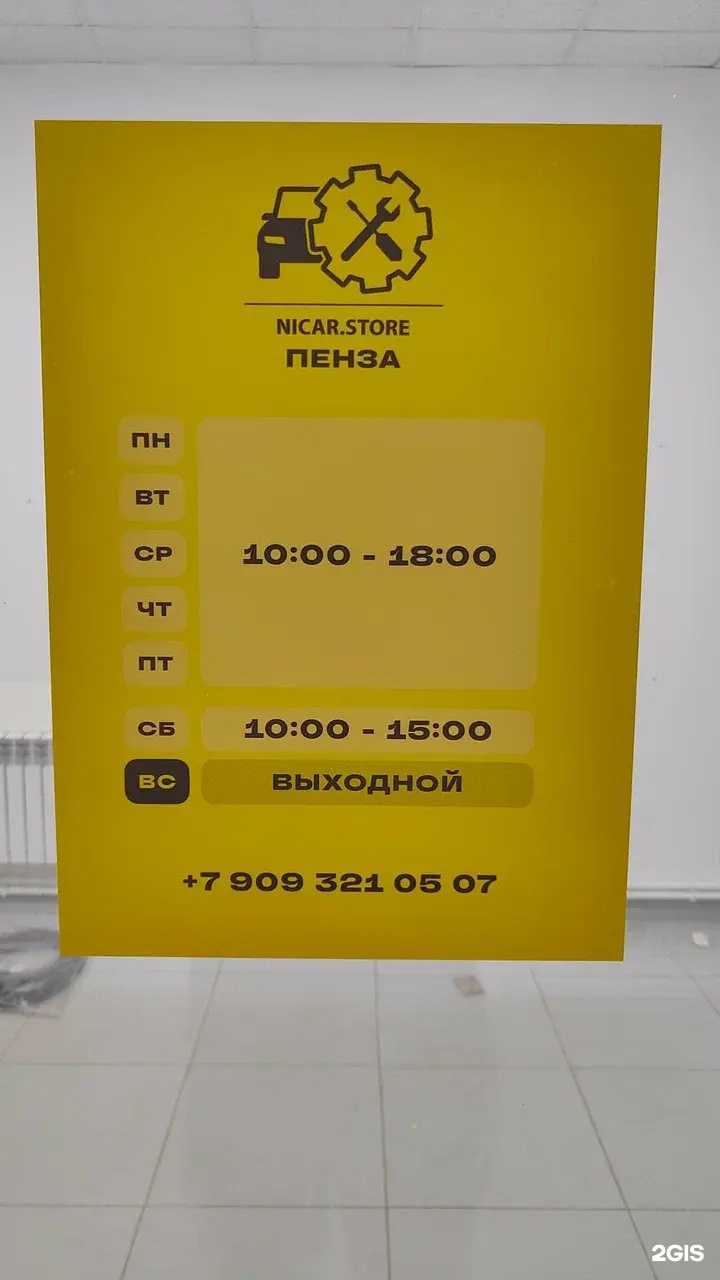 NICAR.STORE
ПЕНЗА
ПН
ВТ
СР
ЧТ
ПТ
10:00 - 18:00
СБ 10:00 - 15:00
ВС ВЫХОДНОЙ
+7 909 321 05 07
2GIS